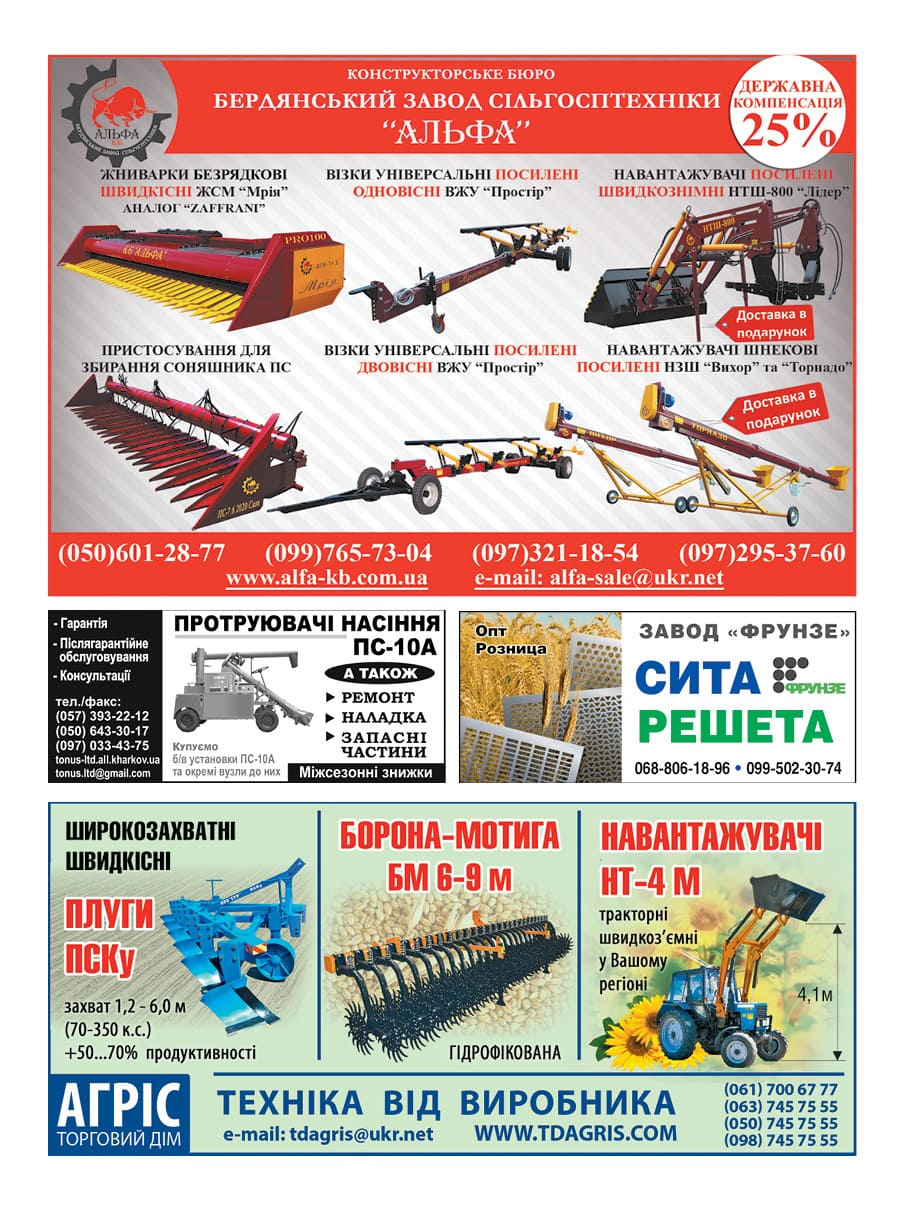 КОНСТРУКТОРСЬКЕ БЮРО
БЕРДЯНСЬКИЙ ЗАВОД СІЛЬГОСПТЕХНІКИ
“АЛЬФА”
ДЕРЖАВНА
КОМПЕНСАЦІЯ
25%
АЛЬФА
КБ
БЕРДЯНСЬКИЙ ЗАВОД СІЛЬГОСПТЕХНІКИ
ЖНИВАРКИ БЕЗРЯДКОВІ
ШВИДКІСНІ ЖСМ “Мрія”
АНАЛОГ “ZAFFRANI”
КБ АЛЬФА
PRO100
Мрія
ВІЗКИ УНІВЕРСАЛЬНІ ПОСИЛЕНІ
ОДНОВІСНІ ВЖУ “Простір”
НАВАНТАЖУВАЧІ ПОСИЛЕНІ
ШВИДКОЗНІМНІ НТШ-800 “Лідер”
НТШ-800
Доставка в
подарунок
ПРИСТОСУВАННЯ ДЛЯ
ЗБИРАННЯ СОНЯШНИКА ПС
ВІЗКИ УНІВЕРСАЛЬНІ ПОСИЛЕНІ
ДВОВІСНІ ВЖУ “Простір”
НАВАНТАЖУВАЧІ ШНЕКОВІ
ПОСИЛЕНІ НЗШ “Вихор” та “Торнадо”
Доставка в
подарунок
ВИХОР
ТОРНАДО
(050)601-28-77 (099)765-73-04 (097)321-18-54 (097)295-37-60
www.alfa-kb.com.ua e-mail: alfa-sale@ukr.net
- Гарантія
- Післягарантійне
обслуговування
- Консультації
тел./факс:
(057) 393-22-12
(050) 643-30-17
(097) 033-43-75
tonus-ltd.all.kharkov.ua
tonus.ltd@gmail.com
ПРОТРУЮВАЧІ НАСІННЯ
ПС-10А
А ТАКОЖ
РЕМОНТ
НАЛАДКА
ЗАПАСНІ
ЧАСТИНИ
Купуємо
б/в установки ПС-10А
та окремі вузли до них
Міжсезонні знижки
Опт
Розница
ЗАВОД «ФРУНЗЕ»
СИТА
ФРУНЗЕ
РЕШЕТА
068-806-18-96 • 099-502-30-74
ШИРОКОЗАХВАТНІ
ШВИДКІСНІ
ПЛУГИ
ПСКу
захват 1,2 - 6,0 м
(70-350 к.с.)
+50...70% продуктивності
БОРОНА-МОТИГА
БМ 6-9 м
ГІДРОФІКОВАНА
НАВАНТАЖУВАЧІ
НТ-4 М
тракторні
швидкоз’ємні
у Вашому
регіоні
4,1м
АГРІС
ТОРГОВИЙ ДІМ
ТЕХНІКА ВІД ВИРОБНИКА
e-mail: tdagris@ukr.net WWW.TDAGRIS.COM
(061) 700 67 77
(063) 745 75 55
(050) 745 75 55
(098) 745 75 55